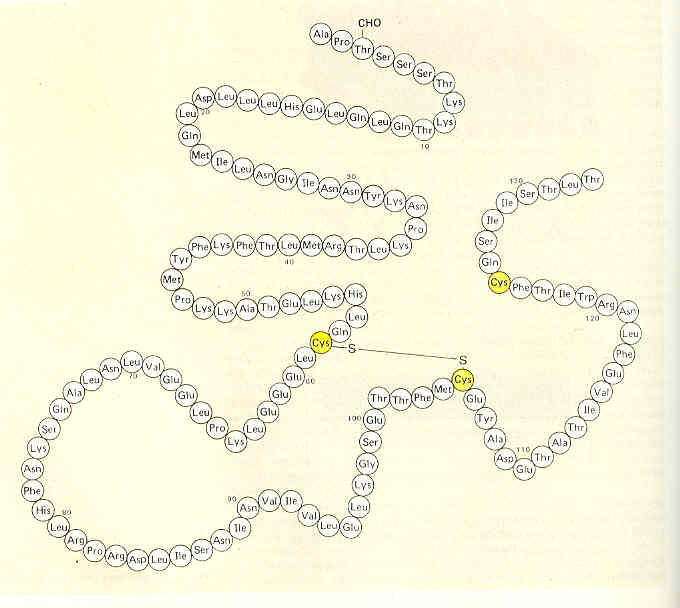 CHO
Ala Pro Thr Ser Ser Ser Thr Lys Lys Thr
10
Gln Leu Gln Leu Glu His Leu Leu Leu Asp
20
Leu Gln Met Ile Leu Asn Gly Ile Asn Asn
30
Tyr Lys Asn Pro Lys Leu Thr Arg Met Leu
40
Thr Phe Lys Phe Tyr Met Pro Lys Lys Ala
50
Thr Glu Leu Lys His Leu Gln Cys Leu Glu
S
S
60
Glu Glu Leu Lys Pro Leu Glu Glu Val Leu
70
Asn Leu Ala Gln Ser Lys Asn Phe His Leu
80
Arg Pro Arg Asp Leu Ile Ser Asn Ile Asn
90
Val Ile Val Leu Glu Leu Lys Gly Ser Glu
100
Thr Thr Phe Met Cys Glu Tyr Ala Asp Glu
110
Thr Ala Thr Ile Val Glu Phe Leu Asn Arg
120
Trp Ile Thr Phe Cys Gln Ser Ile Ile Ser
130
Thr Leu Thr